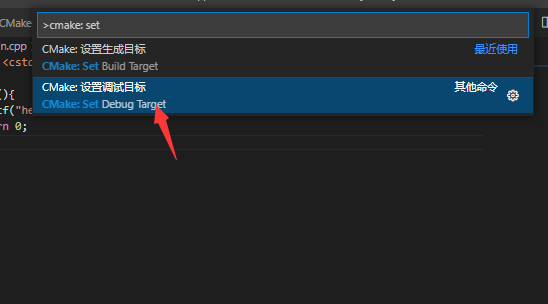 CMake
>cmake: set
n.cpp
CMake: 设置生成目标
最近使用
<cstd
CMake: Set Build Target
CMake: 设置调试目标
其他命令
(){
CMake: Set Debug Target
f("he
rn 0;